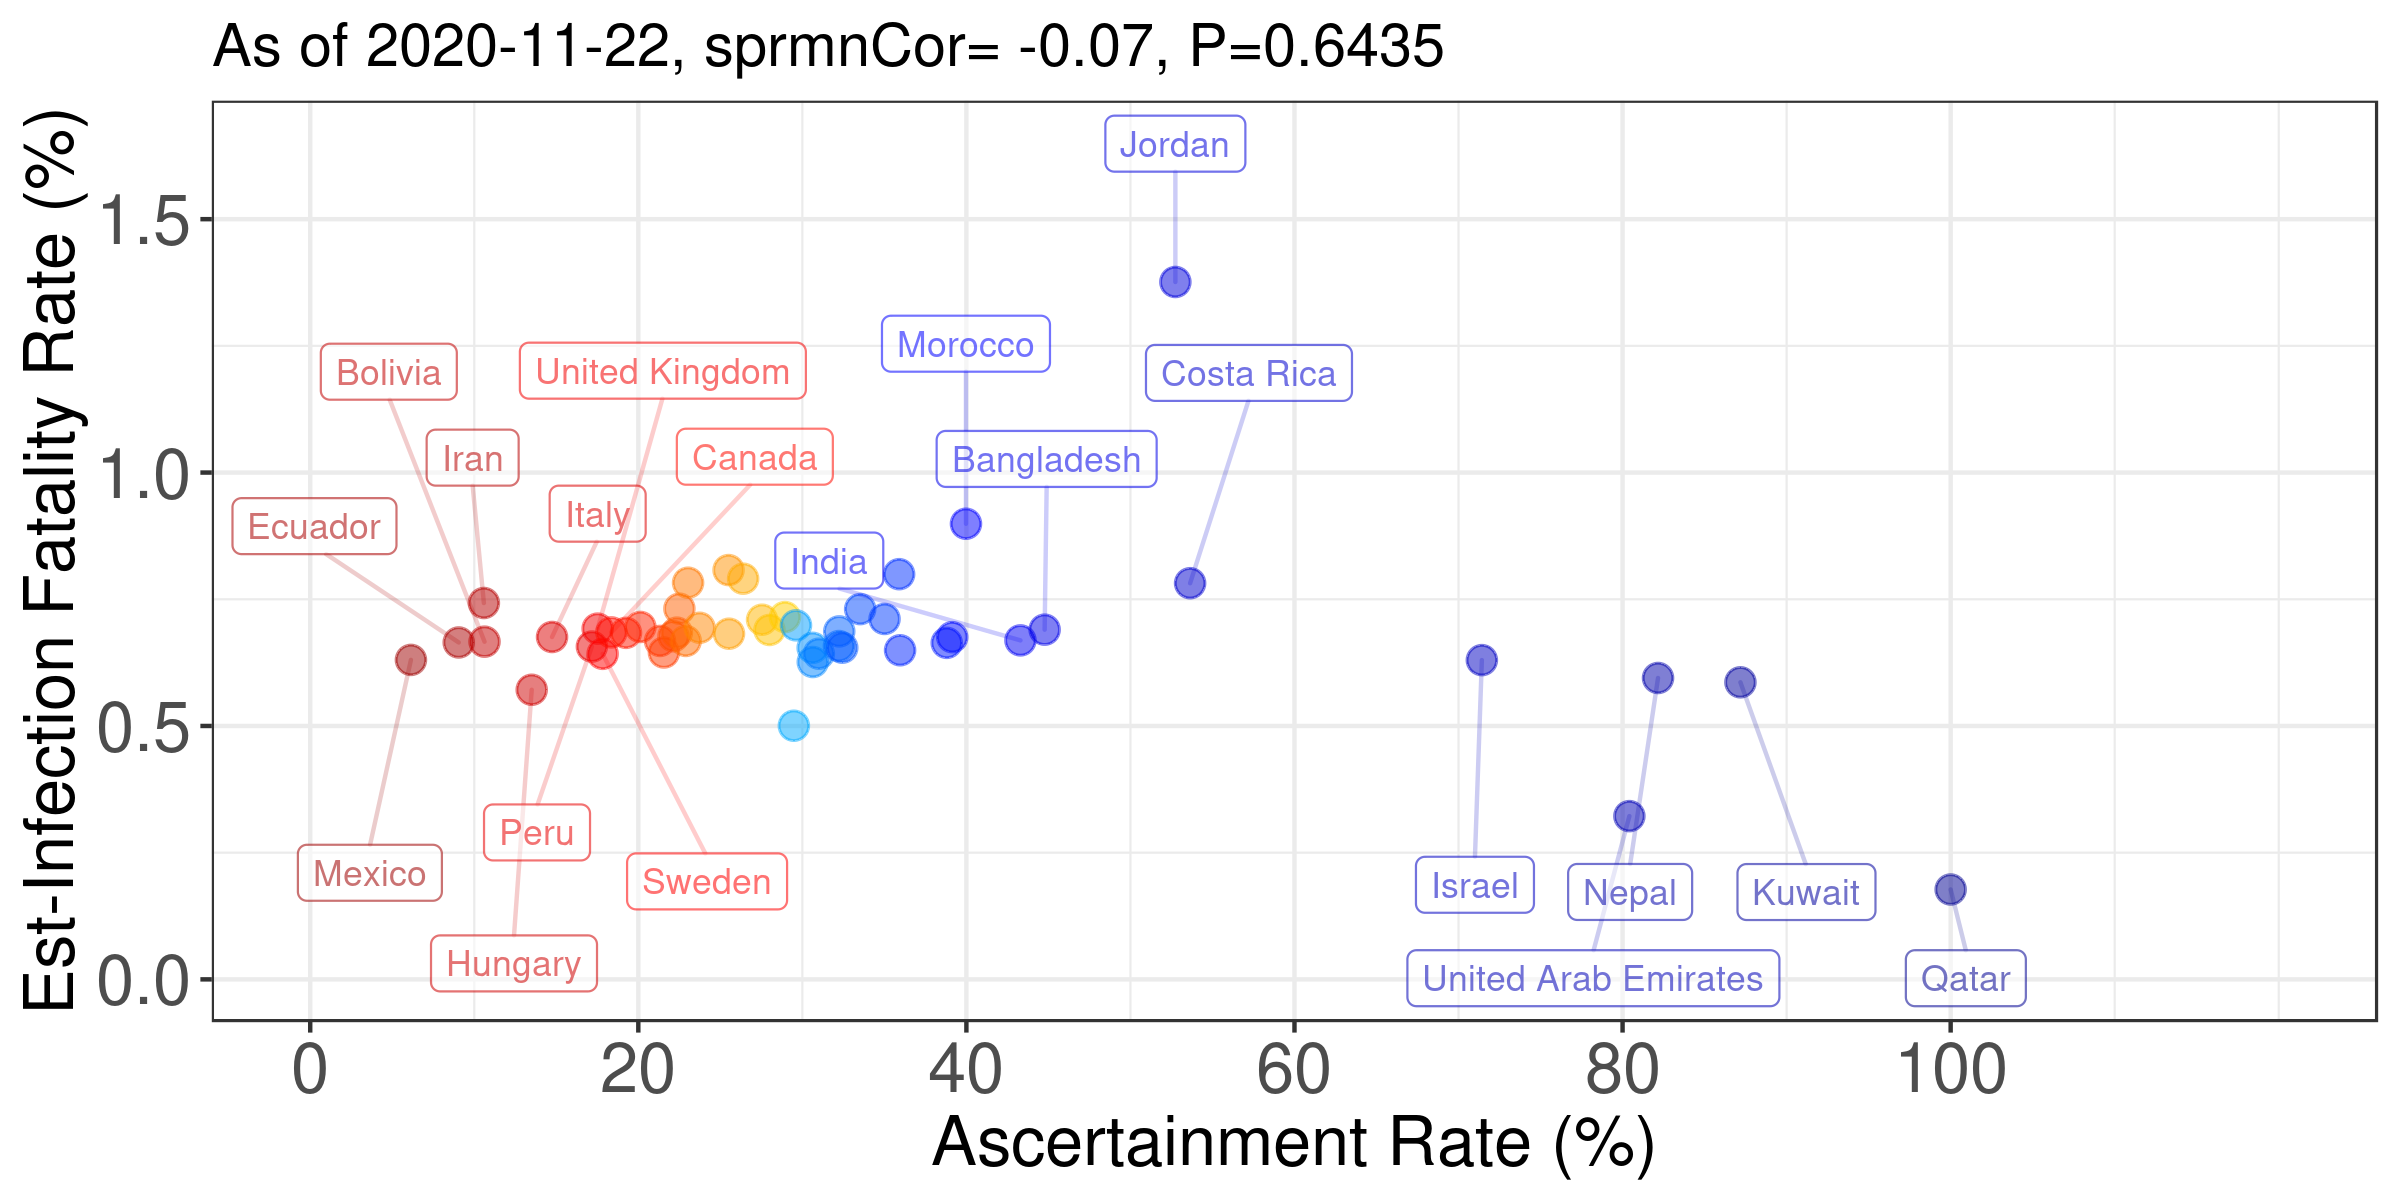 As of 2020-11-22, sprmnCor= -0.07, P=0.6435
Est-Infection Fatality Rate (%)
1.5
1.0
0.5
0.0
Jordan
Morocco
Costa Rica
Bolivia
United Kingdom
Iran
Canada
Bangladesh
Ecuador
Italy
India
Peru
Mexico
Sweden
Hungary
Israel
Nepal
Kuwait
United Arab Emirates
Qatar
0
20
40
60
80
100
Ascertainment Rate (%)